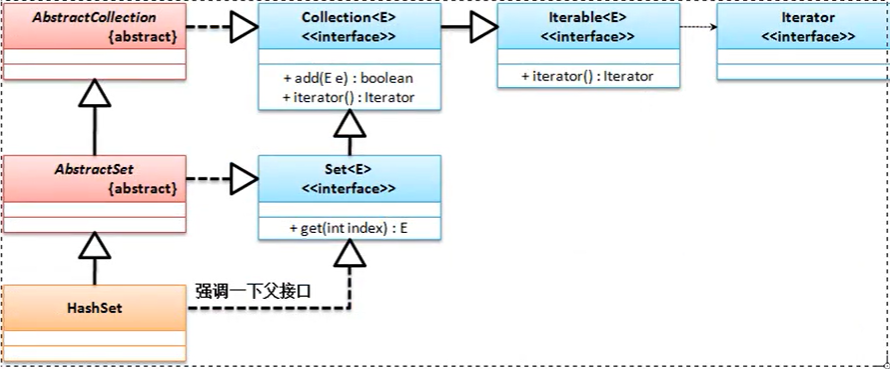 AbstractCollection
{abstract}
Collection<E>
<<interface>>
+ add(E e) : boolean
+ iterator() : Iterator
Iterable<E>
<<interface>>
+ iterator() : Iterator
Iterator
<<interface>>
AbstractSet
{abstract}
Set<E>
<<interface>>
+ get(int index) : E
HashSet
强调一下父接口